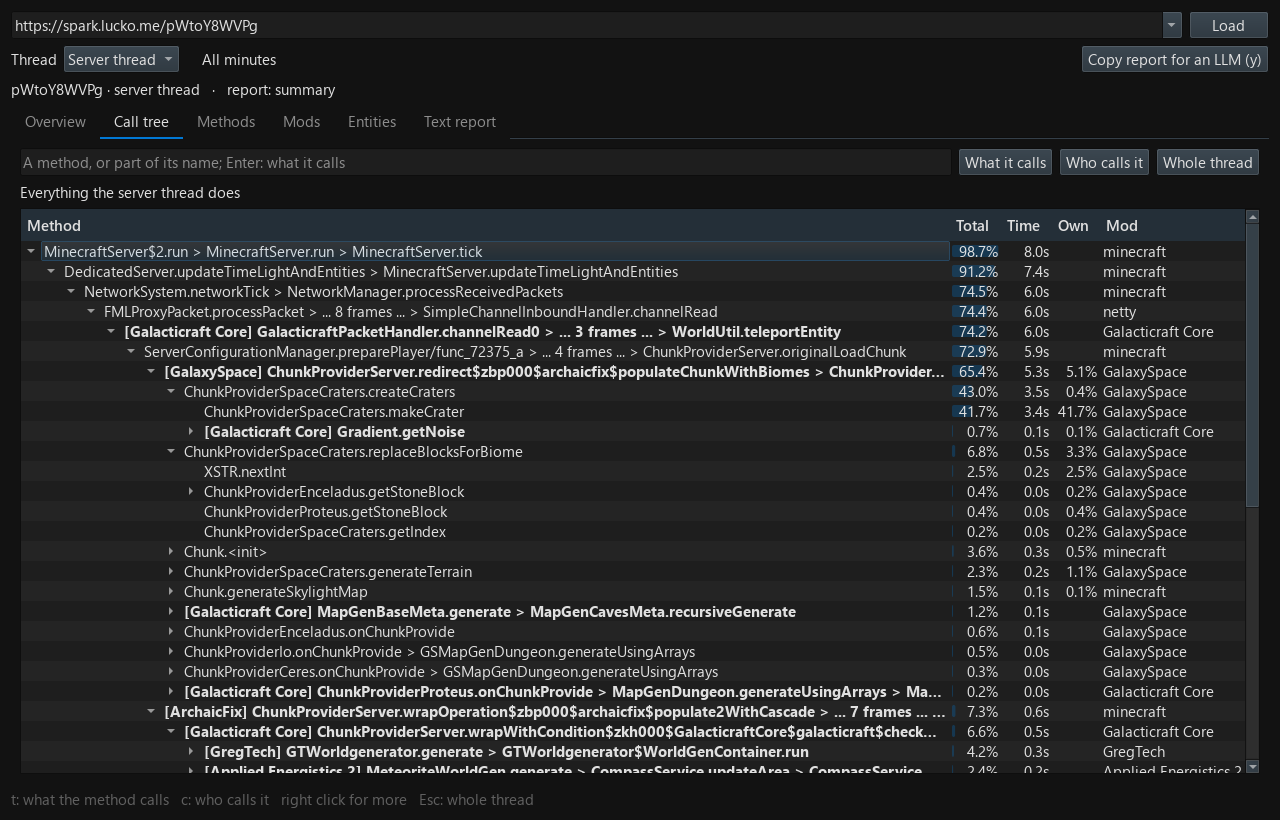 https://spark.lucko.me/pWtoY8WVPg Load
Thread Server thread All minutes Copy report for an LLM (y)
pWtoY8WVPg · server thread · report: summary
Overview Call tree Methods Mods Entities Text report
A method, or part of its name; Enter: what it calls What it calls Who calls it Whole thread
Everything the server thread does
Method Total Time Own Mod
MinecraftServer$2.run > MinecraftServer.run > MinecraftServer.tick 98.7% 8.0s minecraft
DedicatedServer.updateTimeLightAndEntities > MinecraftServer.updateTimeLightAndEntities 91.2% 7.4s minecraft
NetworkSystem.networkTick > NetworkManager.processReceivedPackets 74.5% 6.0s minecraft
FMLProxyPacket.processPacket > ... 8 frames ... > SimpleChannelInboundHandler.channelRead 74.4% 6.0s netty
[Galacticraft Core] GalacticraftPacketHandler.channelRead0 > ... 3 frames ... > WorldUtil.teleportEntity 74.2% 6.0s Galacticraft Core
ServerConfigurationManager.preparePlayer/func_72375_a > ... 4 frames ... > ChunkProviderServer.originalLoadChunk 72.9% 5.9s minecraft
[GalaxySpace] ChunkProviderServer.redirect$zbp000$archaicfix$populateChunkWithBiomes > ChunkProvider... 65.4% 5.3s 5.1% GalaxySpace
ChunkProviderSpaceCraters.createCraters 43.0% 3.5s 0.4% GalaxySpace
ChunkProviderSpaceCraters.makeCrater 41.7% 3.4s 41.7% GalaxySpace
[Galacticraft Core] Gradient.getNoise 0.7% 0.1s 0.1% Galacticraft Core
ChunkProviderSpaceCraters.replaceBlocksForBiome 6.8% 0.5s 3.3% GalaxySpace
XSTR.nextInt 2.5% 0.2s 2.5% GalaxySpace
ChunkProviderEnceladus.getStoneBlock 0.4% 0.0s 0.2% GalaxySpace
ChunkProviderProteus.getStoneBlock 0.4% 0.0s 0.4% GalaxySpace
ChunkProviderSpaceCraters.getIndex 0.2% 0.0s 0.2% GalaxySpace
Chunk.<init> 3.6% 0.3s 0.5% minecraft
ChunkProviderSpaceCraters.generateTerrain 2.3% 0.2s 1.1% GalaxySpace
Chunk.generateSkylightMap 1.5% 0.1s 0.1% minecraft
[Galacticraft Core] MapGenBaseMeta.generate > MapGenCavesMeta.recursiveGenerate 1.2% 0.1s GalaxySpace
ChunkProviderEnceladus.onChunkProvide 0.6% 0.1s GalaxySpace
ChunkProviderIo.onChunkProvide > GSMapGenDungeon.generateUsingArrays 0.5% 0.0s GalaxySpace
ChunkProviderCeres.onChunkProvide > GSMapGenDungeon.generateUsingArrays 0.3% 0.0s GalaxySpace
[Galacticraft Core] ChunkProviderProteus.onChunkProvide > MapGenDungeon.generateUsingArrays > Ma... 0.2% 0.0s Galacticraft Core
[ArchaicFix] ChunkProviderServer.wrapOperation$zbp000$archaicfix$populate2WithCascade > ... 7 frames ... ... 7.3% 0.6s minecraft
[Galacticraft Core] ChunkProviderServer.wrapWithCondition$zkh000$GalacticraftCore$galacticraft$check... 6.6% 0.5s Galacticraft Core
[GregTech] GTWorldgenerator.generate > GTWorldgenerator$WorldGenContainer.run 4.2% 0.3s GregTech
[Applied Energistics 2] MeteoriteWorldGen.generate > CompassService.updateArea > CompassService 2.4% 0.2s Applied Energistics 2
t: what the method calls c: who calls it right click for more Esc: whole thread